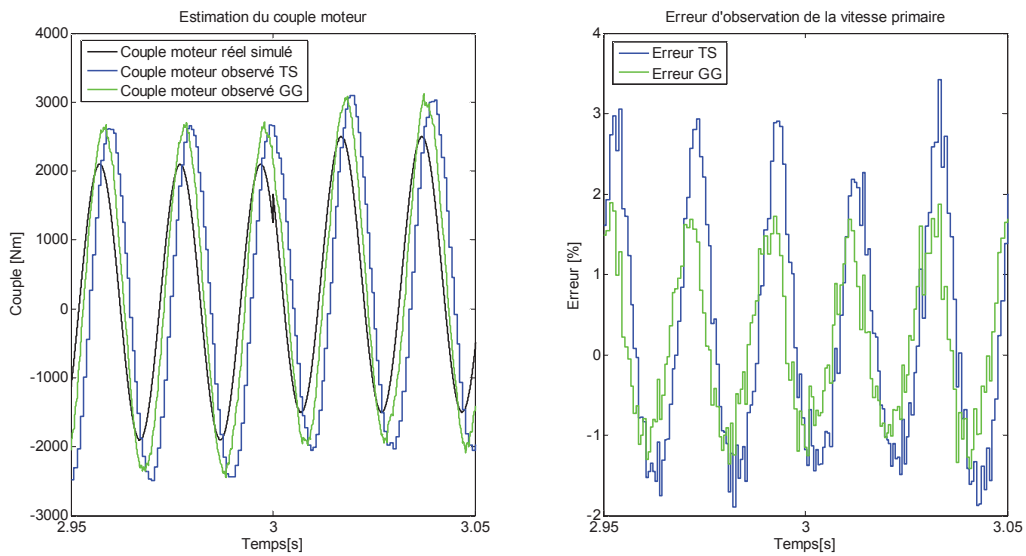 Estimation du couple moteur
4000
3000
2000
1000
0
-1000
-2000
-3000
Couple [Nm]
Couple moteur réel simulé
Couple moteur observé TS
Couple moteur observé GG
2.95
3
3.05
Temps[s]
Erreur d'observation de la vitesse primaire
4
3
2
1
0
-1
-2
Erreur [%]
Erreur TS
Erreur GG
2.95
3
3.05
Temps[s]